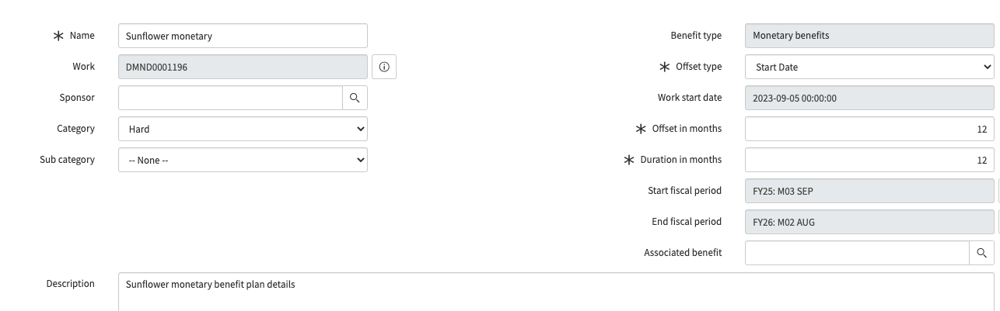 Name Sunflower monetary
Work DMND0001196
Sponsor
Category Hard
Sub category -- None --
Benefit type Monetary benefits
Offset type Start Date
Work start date 2023-09-05 00:00:00
Offset in months 12
Duration in months 12
Start fiscal period FY25: M03 SEP
End fiscal period FY26: M02 AUG
Associated benefit
Description Sunflower monetary benefit plan details